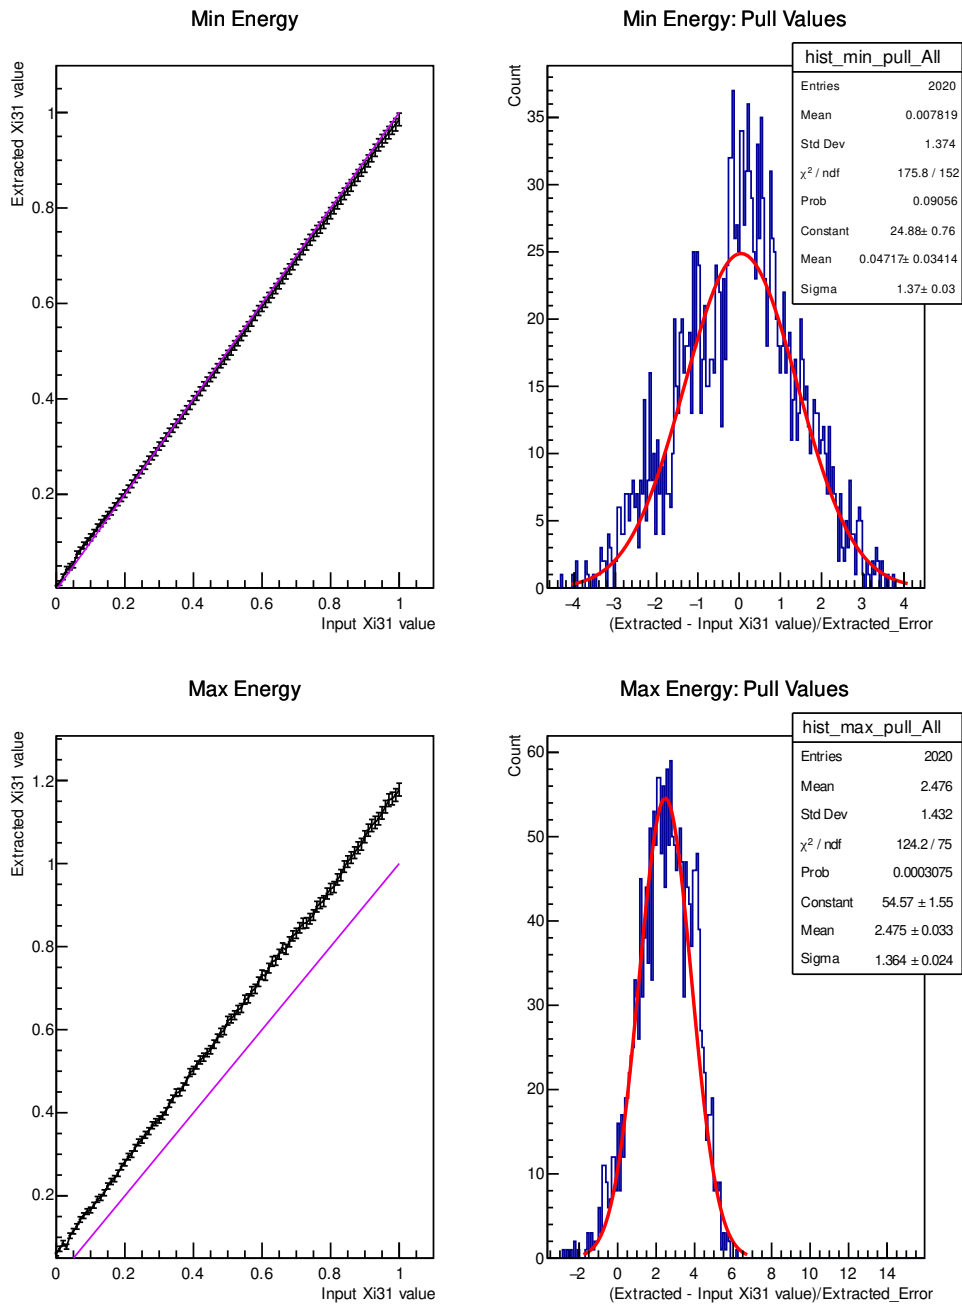 Min Energy
Extracted Xi31 value
1
0.8
0.6
0.4
0.2
0 0.2 0.4 0.6 0.8 1
Input Xi31 value
Min Energy: Pull Values
Count
hist_min_pull_All
Entries 2020
Mean 0.007819
Std Dev 1.374
χ² / ndf 175.8 / 152
Prob 0.09056
Constant 24.88± 0.76
Mean 0.04717± 0.03414
Sigma 1.37± 0.03
35
30
25
20
15
10
5
0
−4 −3 −2 −1 0 1 2 3 4
(Extracted - Input Xi31 value)/Extracted_Error
Max Energy
Extracted Xi31 value
1.2
1
0.8
0.6
0.4
0.2
0 0.2 0.4 0.6 0.8 1
Input Xi31 value
Max Energy: Pull Values
Count
hist_max_pull_All
Entries 2020
Mean 2.476
Std Dev 1.432
χ² / ndf 124.2 / 75
Prob 0.0003075
Constant 54.57 ± 1.55
Mean 2.475 ± 0.033
Sigma 1.364 ± 0.024
60
50
40
30
20
10
0
−2 0 2 4 6 8 10 12 14
(Extracted - Input Xi31 value)/Extracted_Error